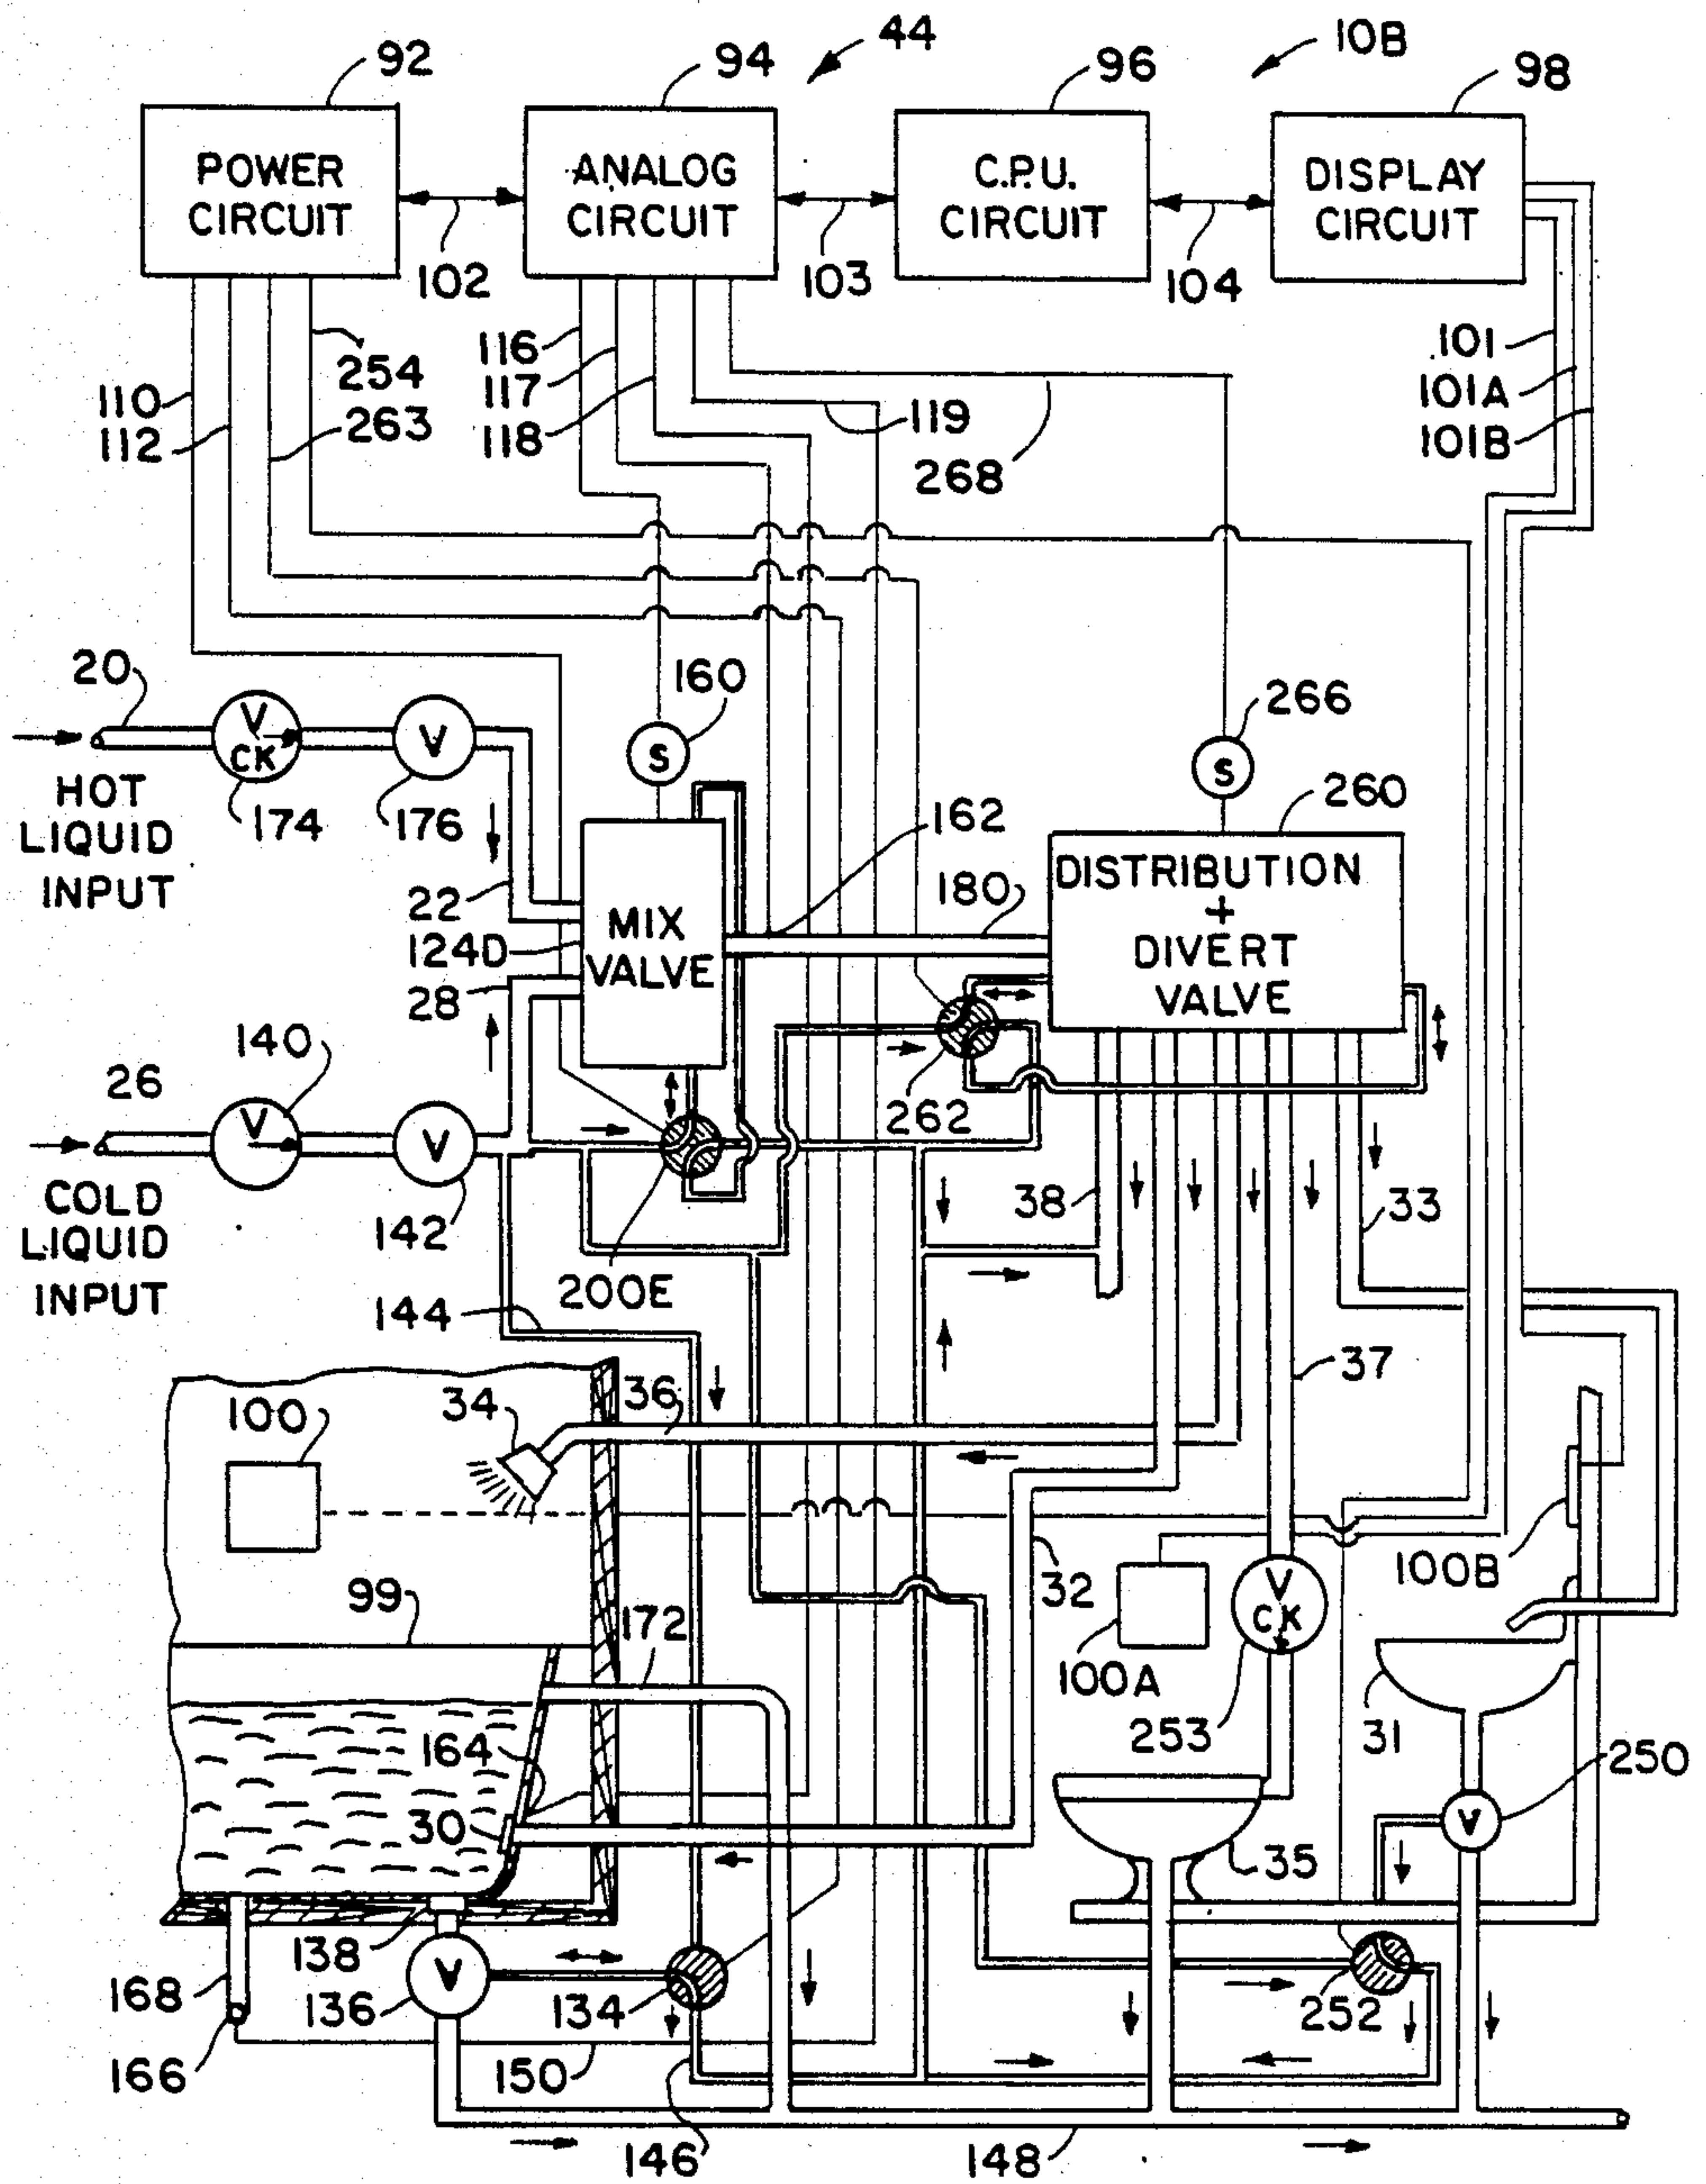 92
94
44
96
10B
98
POWER
CIRCUIT
ANALOG
CIRCUIT
C.P.U.
CIRCUIT
DISPLAY
CIRCUIT
102
103
104
254
110
112
263
116
117
118
119
268
101
101A
101B
20
V
CK
V
174
176
HOT
LIQUID
INPUT
160
S
266
S
260
162
180
22
124D
28
MIX
VALVE
DISTRIBUTION
+
DIVERT
VALVE
262
140
26
V
V
142
COLD
LIQUID
INPUT
200E
144
38
33
37
34
36
100
32
100A
V
CK
253
100B
99
172
31
250
V
164
30
35
138
V
136
134
168
166
150
252
146
148